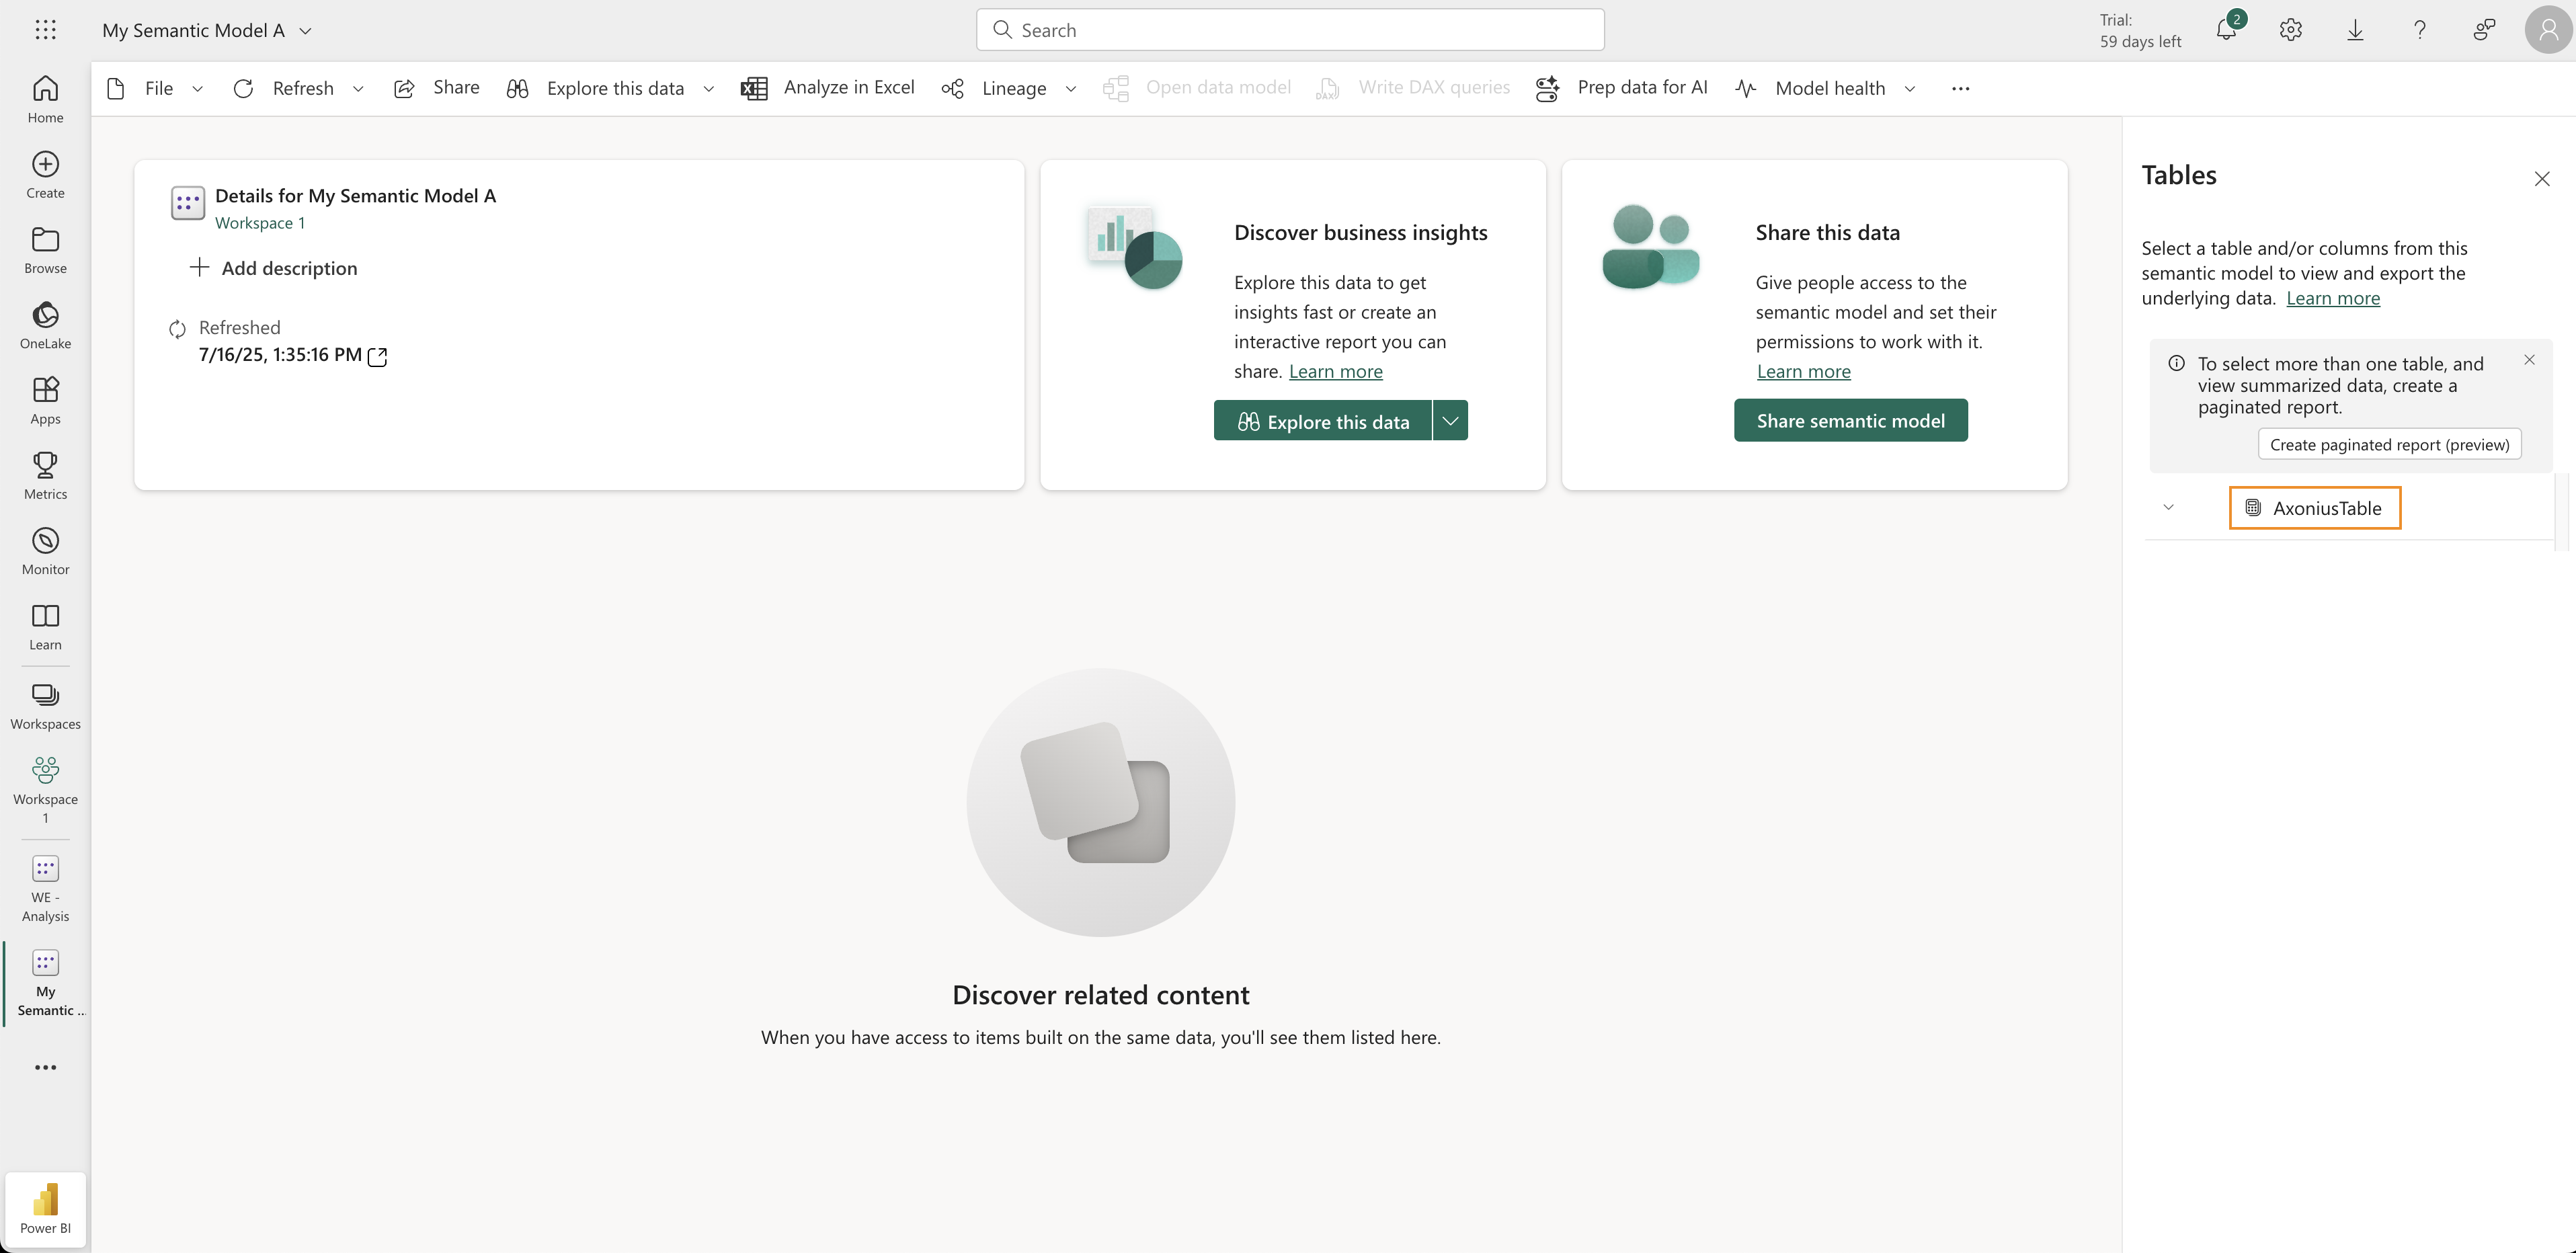 My Semantic Model A
Search
Trial:
59 days left
2
File
Refresh
Share
Explore this data
Analyze in Excel
Lineage
Open data model
DAX
Write DAX queries
Prep data for AI
Model health
Home
Create
Browse
OneLake
Apps
Metrics
Monitor
Learn
Workspaces
Workspace
1
WE -
Analysis
My
Semantic ...
Power BI
Details for My Semantic Model A
Workspace 1
Add description
Refreshed
7/16/25, 1:35:16 PM
Discover business insights
Explore this data to get
insights fast or create an
interactive report you can
share. Learn more
Explore this data
Share this data
Give people access to the
semantic model and set their
permissions to work with it.
Learn more
Share semantic model
Discover related content
When you have access to items built on the same data, you'll see them listed here.
Tables
Select a table and/or columns from this
semantic model to view and export the
underlying data. Learn more
To select more than one table, and
view summarized data, create a
paginated report.
Create paginated report (preview)
AxoniusTable